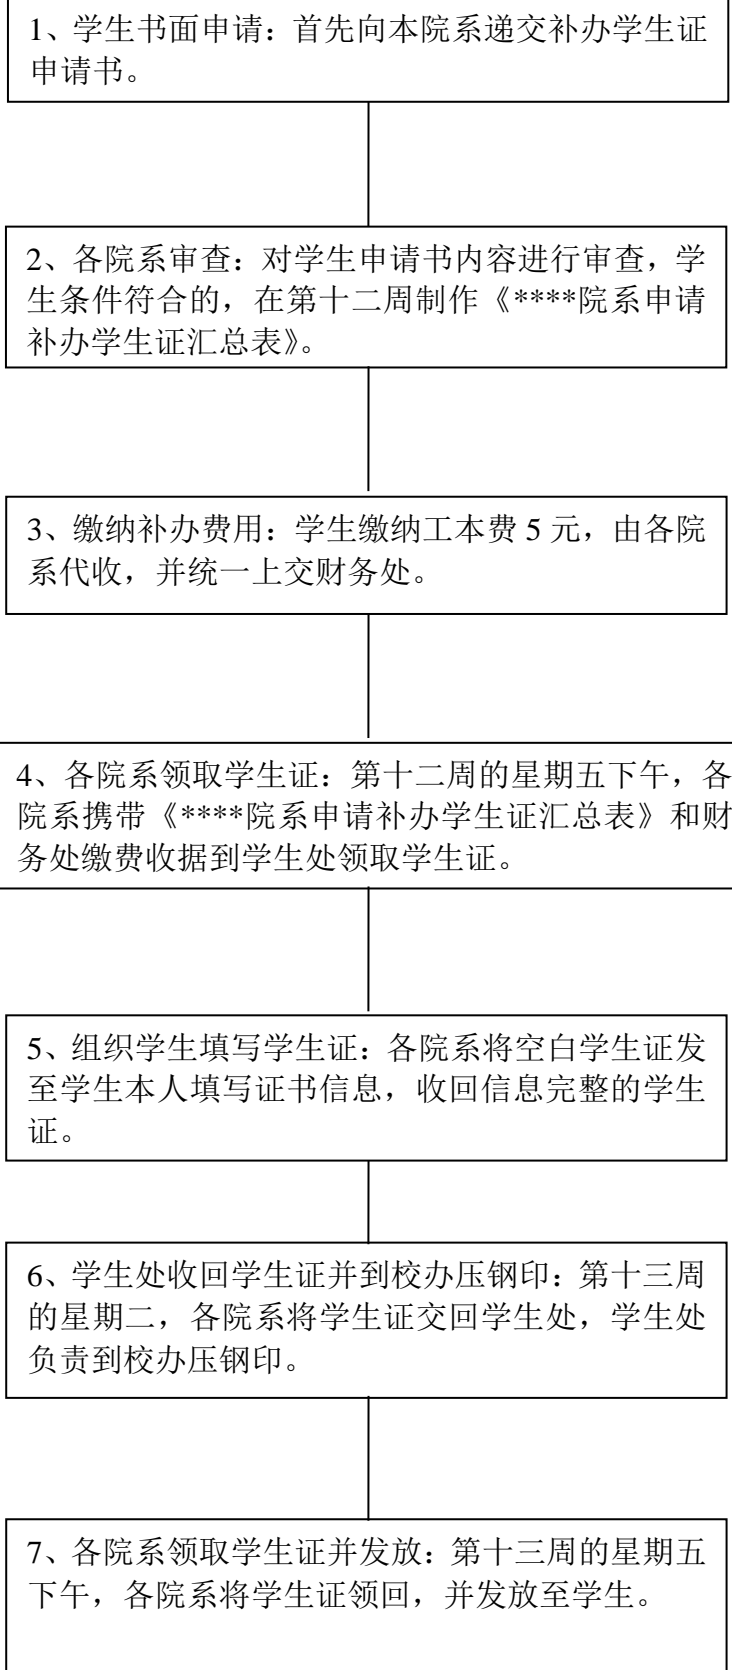 1、学生书面申请：首先向本院系递交补办学生证
申请书。
2、各院系审查：对学生申请书内容进行审查，学
生条件符合的，在第十二周制作《****院系申请
补办学生证汇总表》。
3、缴纳补办费用：学生缴纳工本费 5 元，由各院
系代收，并统一上交财务处。
4、各院系领取学生证：第十二周的星期五下午，各
院系携带《****院系申请补办学生证汇总表》和财
务处缴费收据到学生处领取学生证。
5、组织学生填写学生证：各院系将空白学生证发
至学生本人填写证书信息，收回信息完整的学生
证。
6、学生处收回学生证并到校办压钢印：第十三周
的星期二，各院系将学生证交回学生处，学生处
负责到校办压钢印。
7、各院系领取学生证并发放：第十三周的星期五
下午，各院系将学生证领回，并发放至学生。